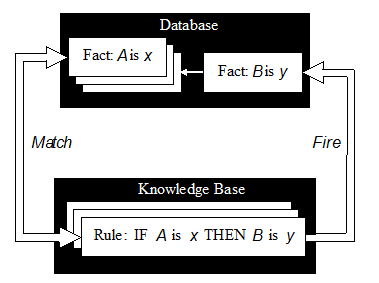 Database
Fact: A is x
Fact: B is y
Match
Fire
Knowledge Base
Rule: IF A is x THEN B is y